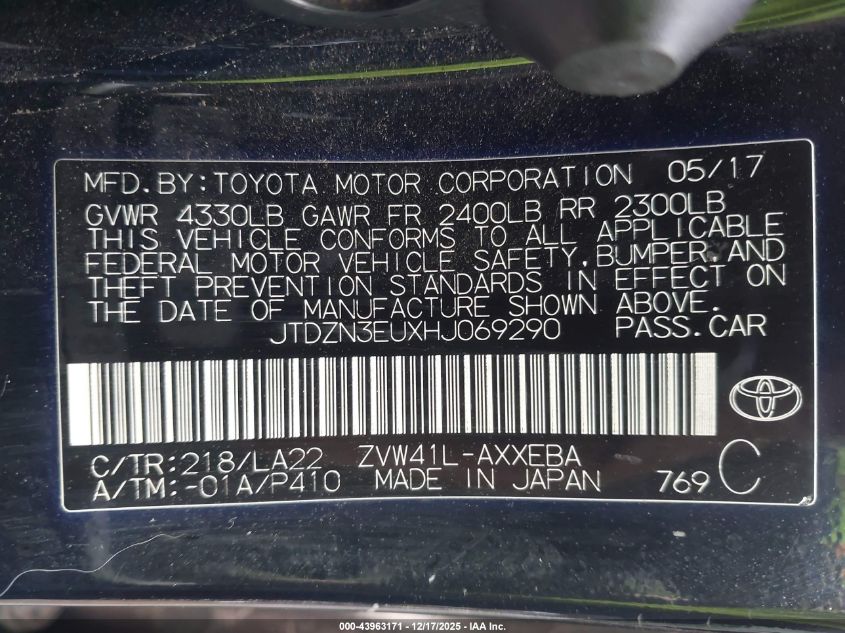 MFD.BY:TOYOTA MOTOR CORPORATION 05/17
GVWR 4330LB GAWR FR 2400LB RR 2300LB
THIS VEHICLE CONFORMS TO ALL APPLICABLE
FEDERAL MOTOR VEHICLE SAFETY,BUMPER,AND
THEFT PREVENTION STANDARDS IN EFFECT ON
THE DATE OF MANUFACTURE SHOWN ABOVE.
JTDZN3EUXHJ069290 PASS.CAR
C/TR:218/LA22 ZVW41L-AXXEBA
A/TM:-01A/P410 MADE IN JAPAN 769 C
000-43963171 - 12/17/2025 - IAA Inc.